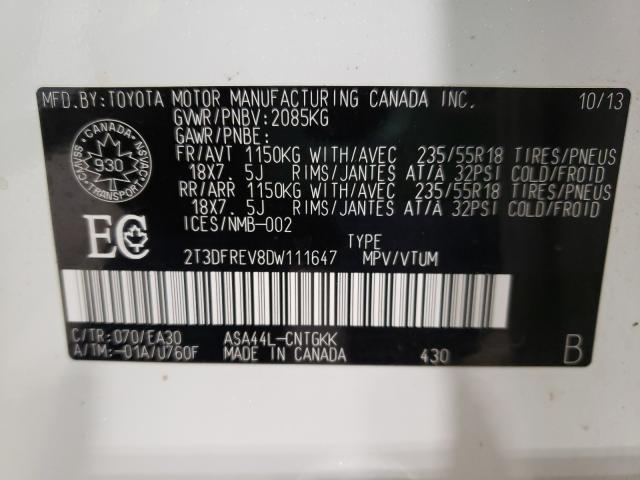 MFD.BY:TOYOTA MOTOR MANUFACTURING CANADA INC. 10/13
GVWR/PNBV:2085KG
GAWR/PNBE:
FR/AVT 1150KG WITH/AVEC 235/55R18 TIRES/PNEUS
18X7.5J RIMS/JANTES AT/À 32PSI COLD/FROID
RR/ARR 1150KG WITH/AVEC 235/55R18 TIRES/PNEUS
18X7.5J RIMS/JANTES AT/À 32PSI COLD/FROID
ICES/NMB-002
CANADA
CMVSS NSVAC
930
TRANSPORT
EC
TYPE
2T3DFREV8DW111647 MPV/VTUM
C/TR:070/EA30 ASA44L-CNTGKK
A/TM:-01A/U760F MADE IN CANADA 430 B